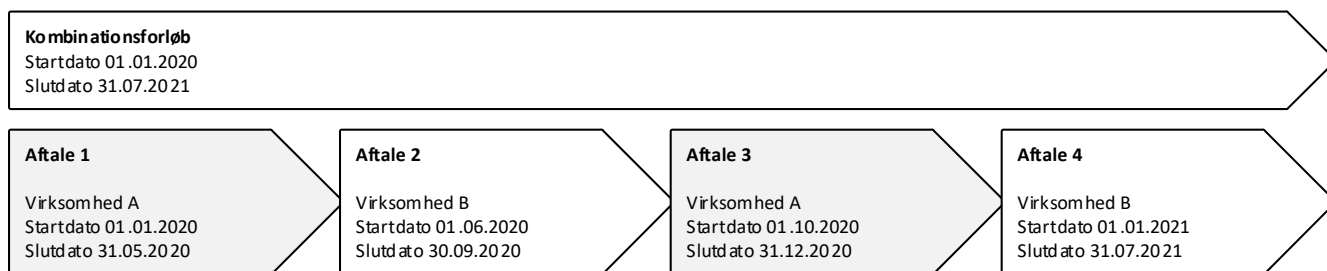 Kombinationsforløb
Startdato 01.01.2020
Slutdato 31.07.2021
Aftale 1
Virksomhed A
Startdato 01.01.2020
Slutdato 31.05.2020
Aftale 2
Virksomhed B
Startdato 01.06.2020
Slutdato 30.09.2020
Aftale 3
Virksomhed A
Startdato 01.10.2020
Slutdato 31.12.2020
Aftale 4
Virksomhed B
Startdato 01.01.2021
Slutdato 31.07.2021